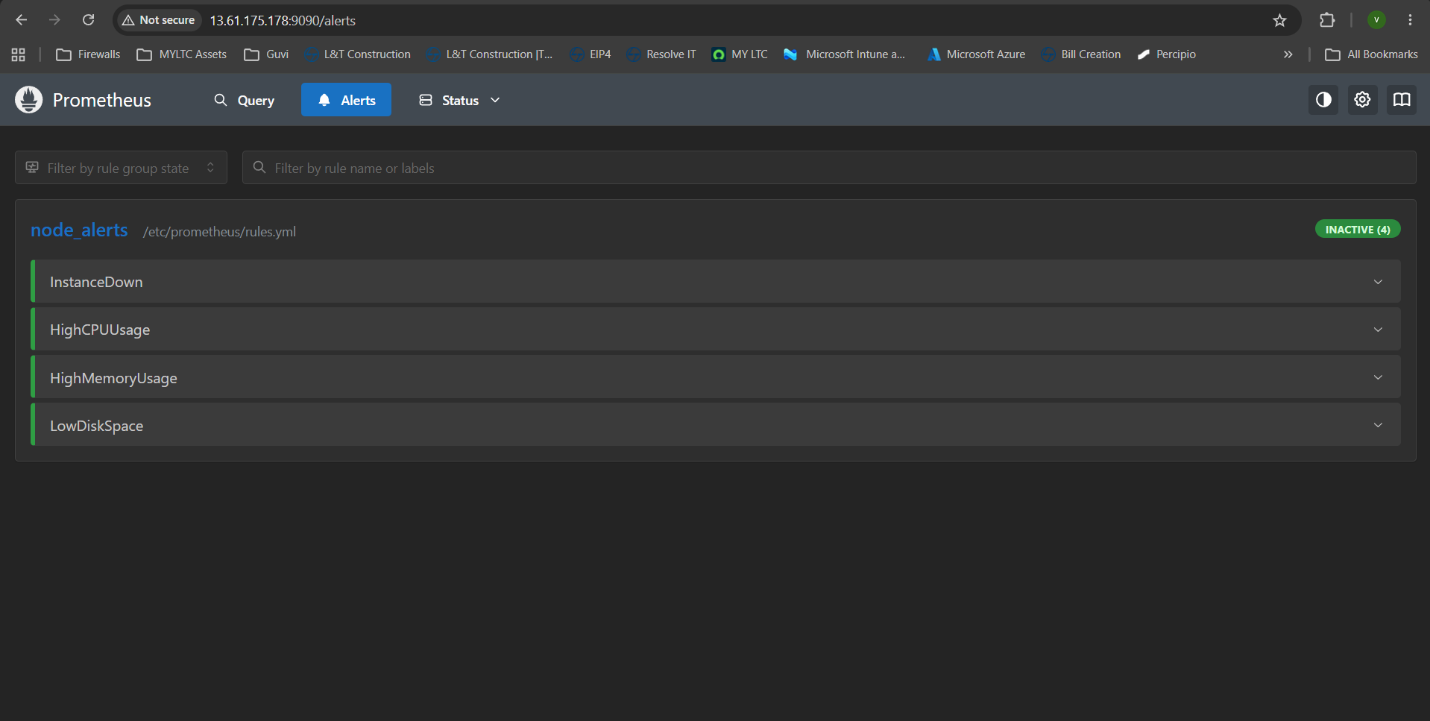 Not secure 13.61.175.178:9090/alerts V
Firewalls MYLTC Assets Guvi L&T Construction L&T Construction |T... EIP4 Resolve IT MY LTC Microsoft Intune a... Microsoft Azure Bill Creation Percipio » All Bookmarks
Prometheus Query Alerts Status
Filter by rule group state Filter by rule name or labels
node_alerts /etc/prometheus/rules.yml INACTIVE (4)
InstanceDown
HighCPUUsage
HighMemoryUsage
LowDiskSpace